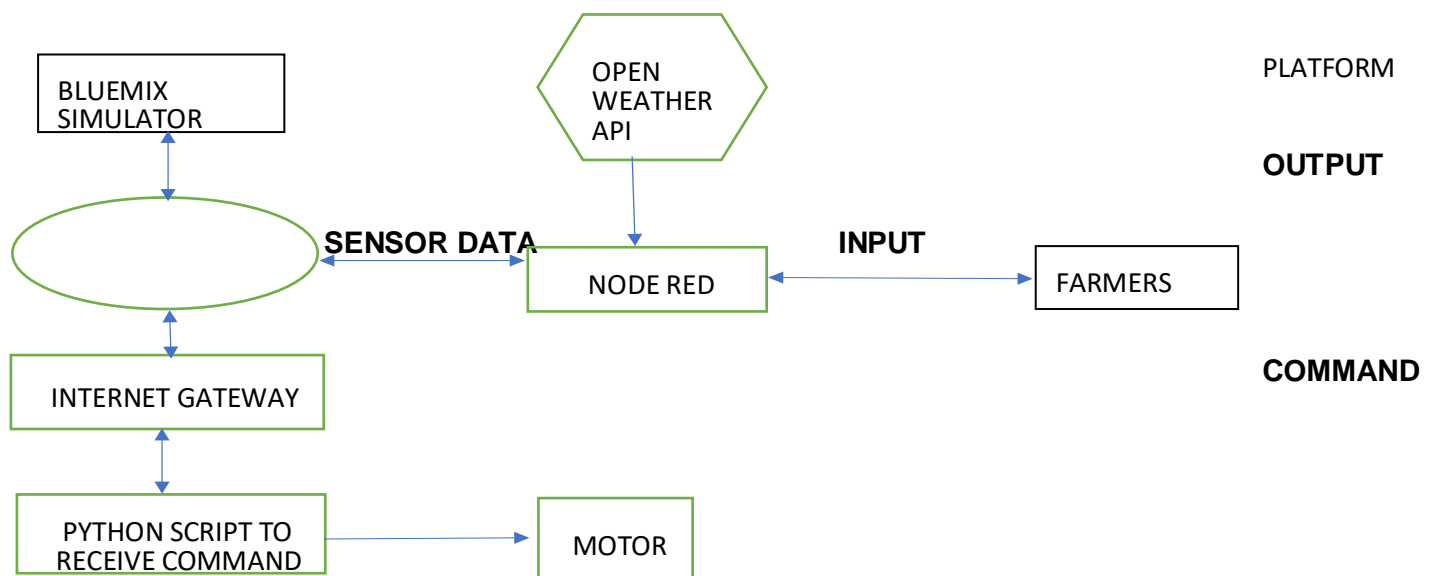 BLUEMIX
SIMULATOR
OPEN
WEATHER
API
PLATFORM
OUTPUT
SENSOR DATA
INPUT
NODE RED
FARMERS
INTERNET GATEWAY
COMMAND
PYTHON SCRIPT TO
RECEIVE COMMAND
MOTOR